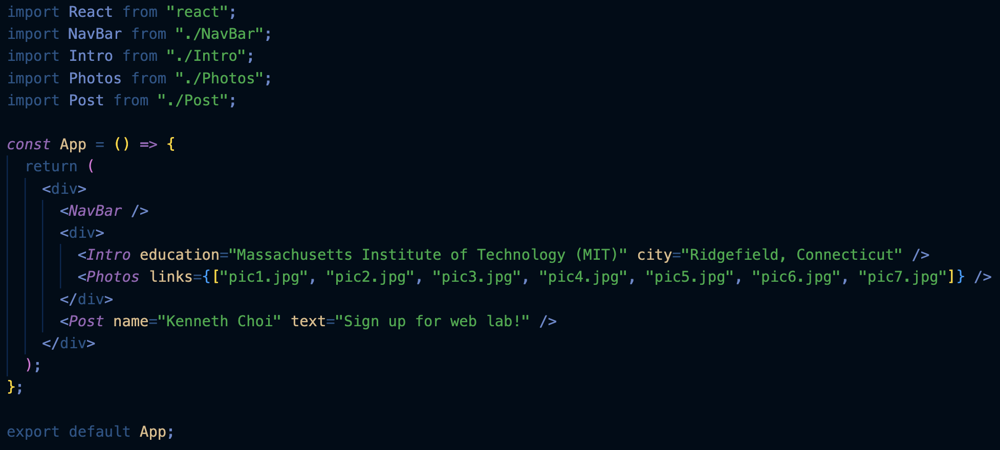 import React from "react";
import NavBar from "./NavBar";
import Intro from "./Intro";
import Photos from "./Photos";
import Post from "./Post";
const App = () => {
return (
<div>
<NavBar />
<div>
<Intro education="Massachusetts Institute of Technology (MIT)" city="Ridgefield, Connecticut" />
<Photos links={["pic1.jpg", "pic2.jpg", "pic3.jpg", "pic4.jpg", "pic5.jpg", "pic6.jpg", "pic7.jpg"]} />
</div>
<Post name="Kenneth Choi" text="Sign up for web lab!" />
</div>
);
};
export default App;